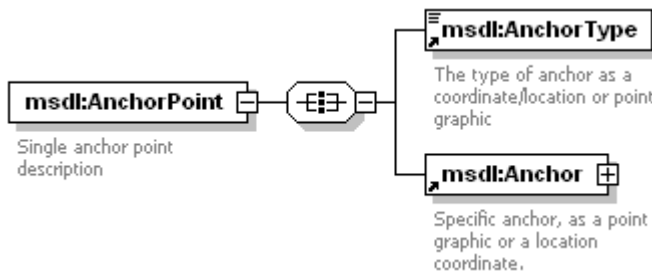 msdl:AnchorPoint
Single anchor point
description
msdl:AnchorType
The type of anchor as a
coordinate/location or point
graphic
msdl:Anchor
Specific anchor, as a point
graphic or a location
coordinate.